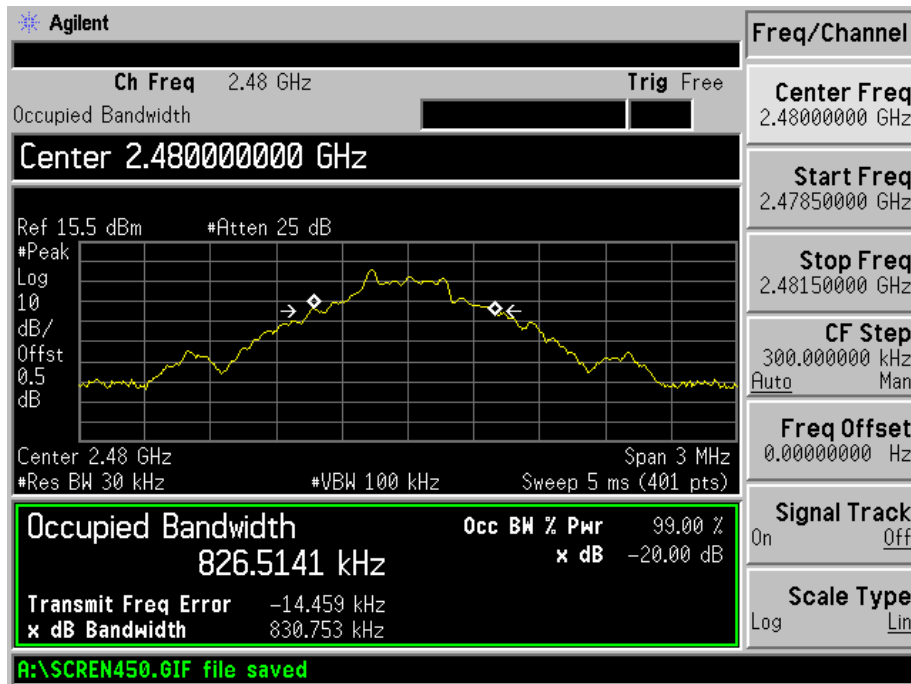 Agilent
Freq/Channel
Ch Freq 2.48 GHz Trig Free
Occupied Bandwidth
Center 2.480000000 GHz
Ref 15.5 dBm #Atten 25 dB
#Peak
Log
10
dB/
Offst
0.5
dB
Center 2.48 GHz Span 3 MHz
#Res BW 30 kHz #VBW 100 kHz Sweep 5 ms (401 pts)
Occupied Bandwidth
826.5141 kHz
Occ BW % Pwr 99.00 %
x dB -20.00 dB
Transmit Freq Error -14.459 kHz
x dB Bandwidth 830.753 kHz
A:\SCREN450.GIF file saved
Center Freq
2.48000000 GHz
Start Freq
2.47850000 GHz
Stop Freq
2.48150000 GHz
CF Step
300.000000 kHz
Auto Man
Freq Offset
0.00000000 Hz
Signal Track
On Off
Scale Type
Log Lin